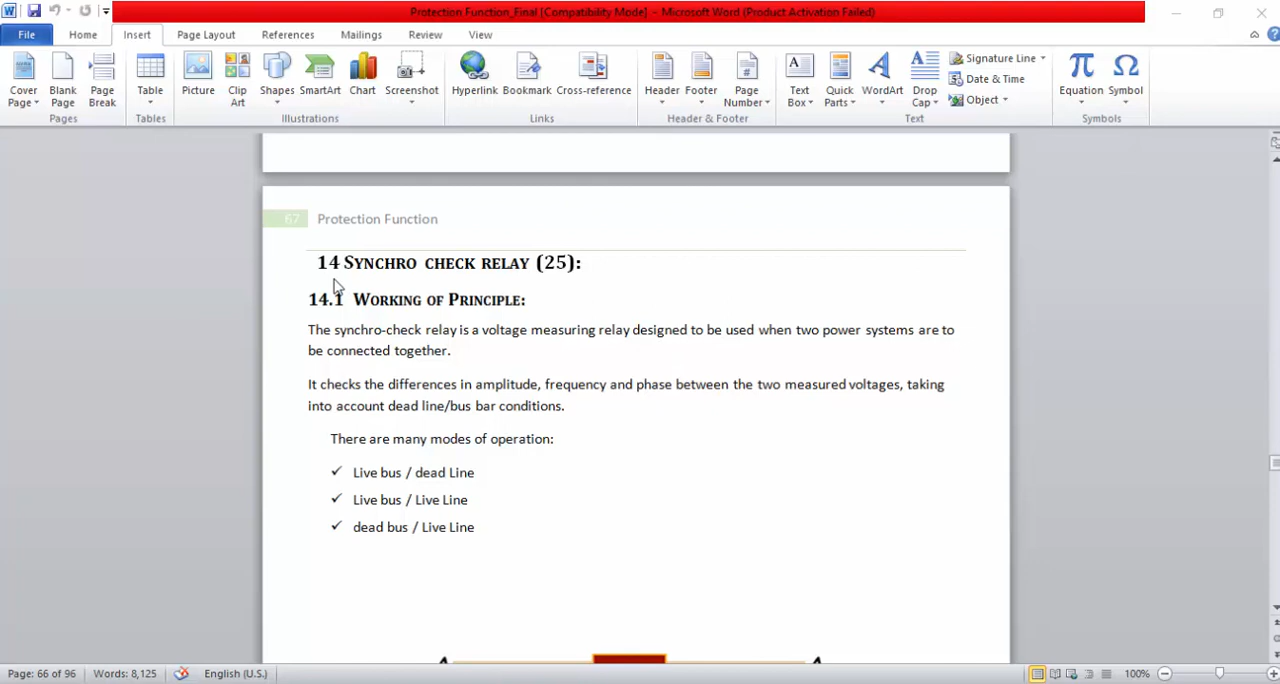 Protection Function_Final [Compatibility Mode] – Microsoft Word (Product Activation Failed)
File Home Insert Page Layout References Mailings Review View
Cover Page
Blank Page
Page Break
Table
Picture
Clip Art
Shapes
SmartArt
Chart
Screenshot
Hyperlink
Bookmark
Cross-reference
Header
Footer
Page Number
Text Box
Quick Parts
WordArt
Drop Cap
Signature Line
Date & Time
Object
Equation
Symbol
Pages Tables Illustrations Links Header & Footer Text Symbols
67 Protection Function
14 SYNCHRO CHECK RELAY (25):
14.1 WORKING OF PRINCIPLE:
The synchro-check relay is a voltage measuring relay designed to be used when two power systems are to
be connected together.
It checks the differences in amplitude, frequency and phase between the two measured voltages, taking
into account dead line/bus bar conditions.
There are many modes of operation:
✓ Live bus / dead Line
✓ Live bus / Live Line
✓ dead bus / Live Line
Page: 66 of 96 Words: 8,125 English (U.S.) 100%